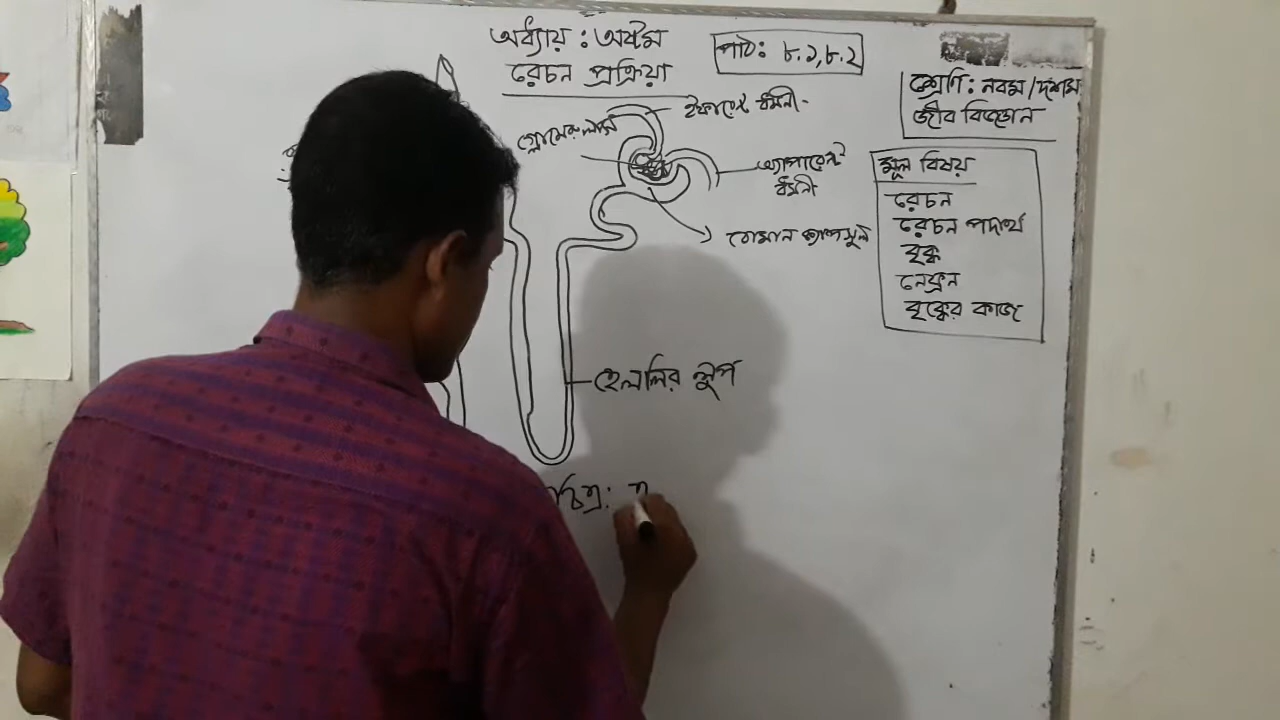 অধ্যায় : অষ্টম
রেচন প্রক্রিয়া
পাঠ: ৮.১,৮.২
শ্রেণি: নবম/দশম
জীব বিজ্ঞান
মূল বিষয়
রেচন
রেচন পদার্থ
বৃক্ক
নেফ্রন
বৃক্কের কাজ
ইফারেন্ট ধমনী
গ্লোমেরুলাস
অ্যাপারেন্ট
ধমনী
বোমান ক্যাপসুল
হেনলির লুপ
চিত্র: